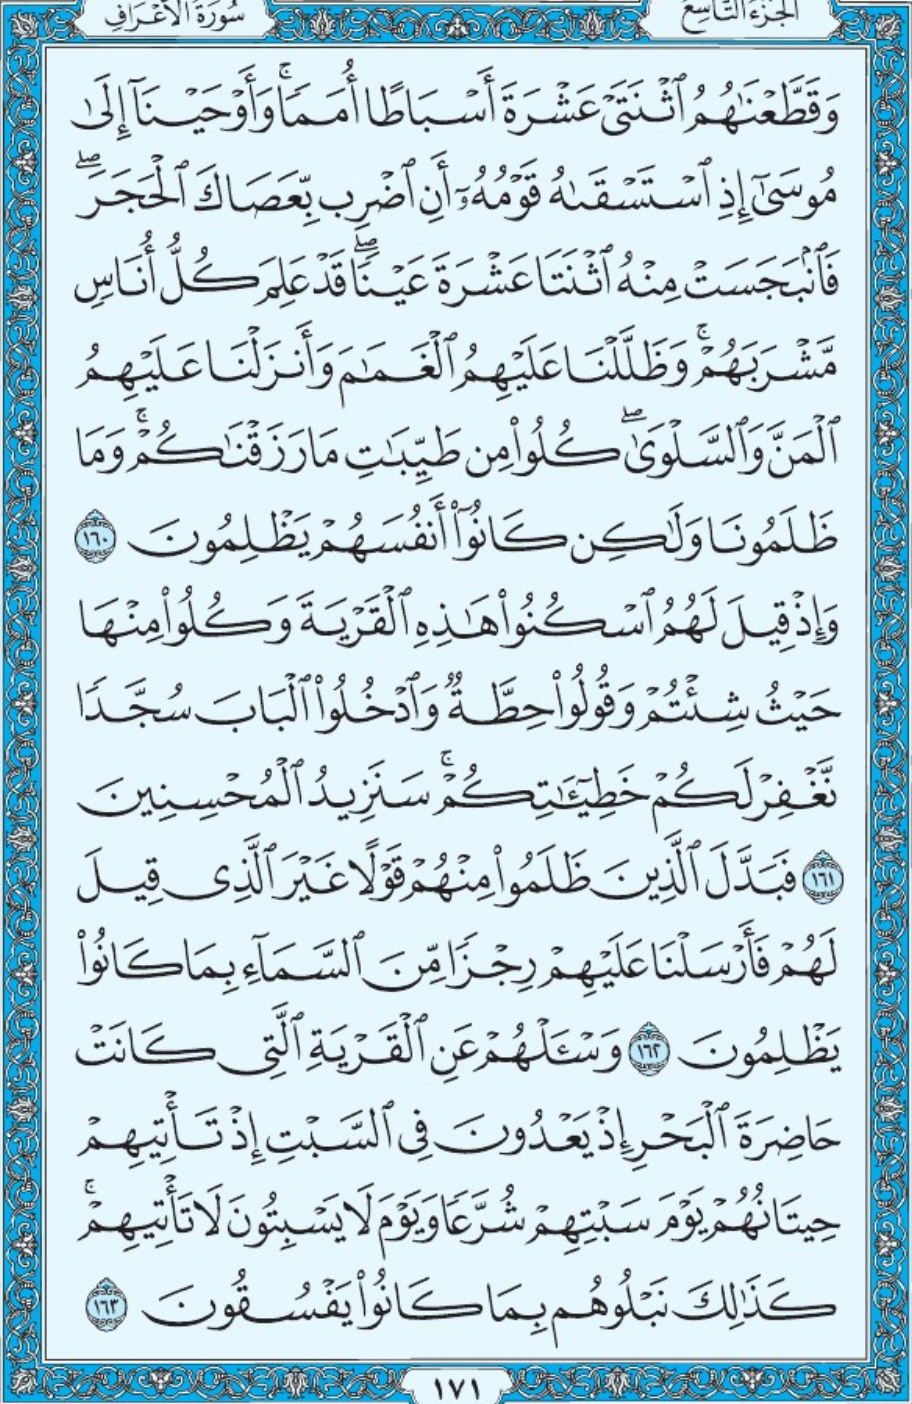 الجزء التاسع
سورة الأعراف
وَقَطَّعْنَٰهُمُ ٱثْنَتَىْ عَشْرَةَ أَسْبَاطًا أُمَمًا ۚ وَأَوْحَيْنَآ إِلَىٰ
مُوسَىٰٓ إِذِ ٱسْتَسْقَىٰهُ قَوْمُهُۥٓ أَنِ ٱضْرِب بِّعَصَاكَ ٱلْحَجَرَ ۖ
فَٱنۢبَجَسَتْ مِنْهُ ٱثْنَتَا عَشْرَةَ عَيْنًا ۖ قَدْ عَلِمَ كُلُّ أُنَاسٍ
مَّشْرَبَهُمْ ۚ وَظَلَّلْنَا عَلَيْهِمُ ٱلْغَمَٰمَ وَأَنزَلْنَا عَلَيْهِمُ
ٱلْمَنَّ وَٱلسَّلْوَىٰ ۖ كُلُوا۟ مِن طَيِّبَٰتِ مَا رَزَقْنَٰكُمْ ۚ وَمَا
ظَلَمُونَا وَلَٰكِن كَانُوٓا۟ أَنفُسَهُمْ يَظْلِمُونَ ١٦٠
وَإِذْ قِيلَ لَهُمُ ٱسْكُنُوا۟ هَٰذِهِ ٱلْقَرْيَةَ وَكُلُوا۟ مِنْهَا
حَيْثُ شِئْتُمْ وَقُولُوا۟ حِطَّةٌ وَٱدْخُلُوا۟ ٱلْبَابَ سُجَّدًا
نَّغْفِرْ لَكُمْ خَطِيٓـَٰٔتِكُمْ ۚ سَنَزِيدُ ٱلْمُحْسِنِينَ
١٦١ فَبَدَّلَ ٱلَّذِينَ ظَلَمُوا۟ مِنْهُمْ قَوْلًا غَيْرَ ٱلَّذِى قِيلَ
لَهُمْ فَأَرْسَلْنَا عَلَيْهِمْ رِجْزًا مِّنَ ٱلسَّمَآءِ بِمَا كَانُوا۟
يَظْلِمُونَ ١٦٢ وَسْـَٔلْهُمْ عَنِ ٱلْقَرْيَةِ ٱلَّتِى كَانَتْ
حَاضِرَةَ ٱلْبَحْرِ إِذْ يَعْدُونَ فِى ٱلسَّبْتِ إِذْ تَأْتِيهِمْ
حِيتَانُهُمْ يَوْمَ سَبْتِهِمْ شُرَّعًا وَيَوْمَ لَا يَسْبِتُونَ لَا تَأْتِيهِمْ ۚ
كَذَٰلِكَ نَبْلُوهُم بِمَا كَانُوا۟ يَفْسُقُونَ ١٦٣
١٧١